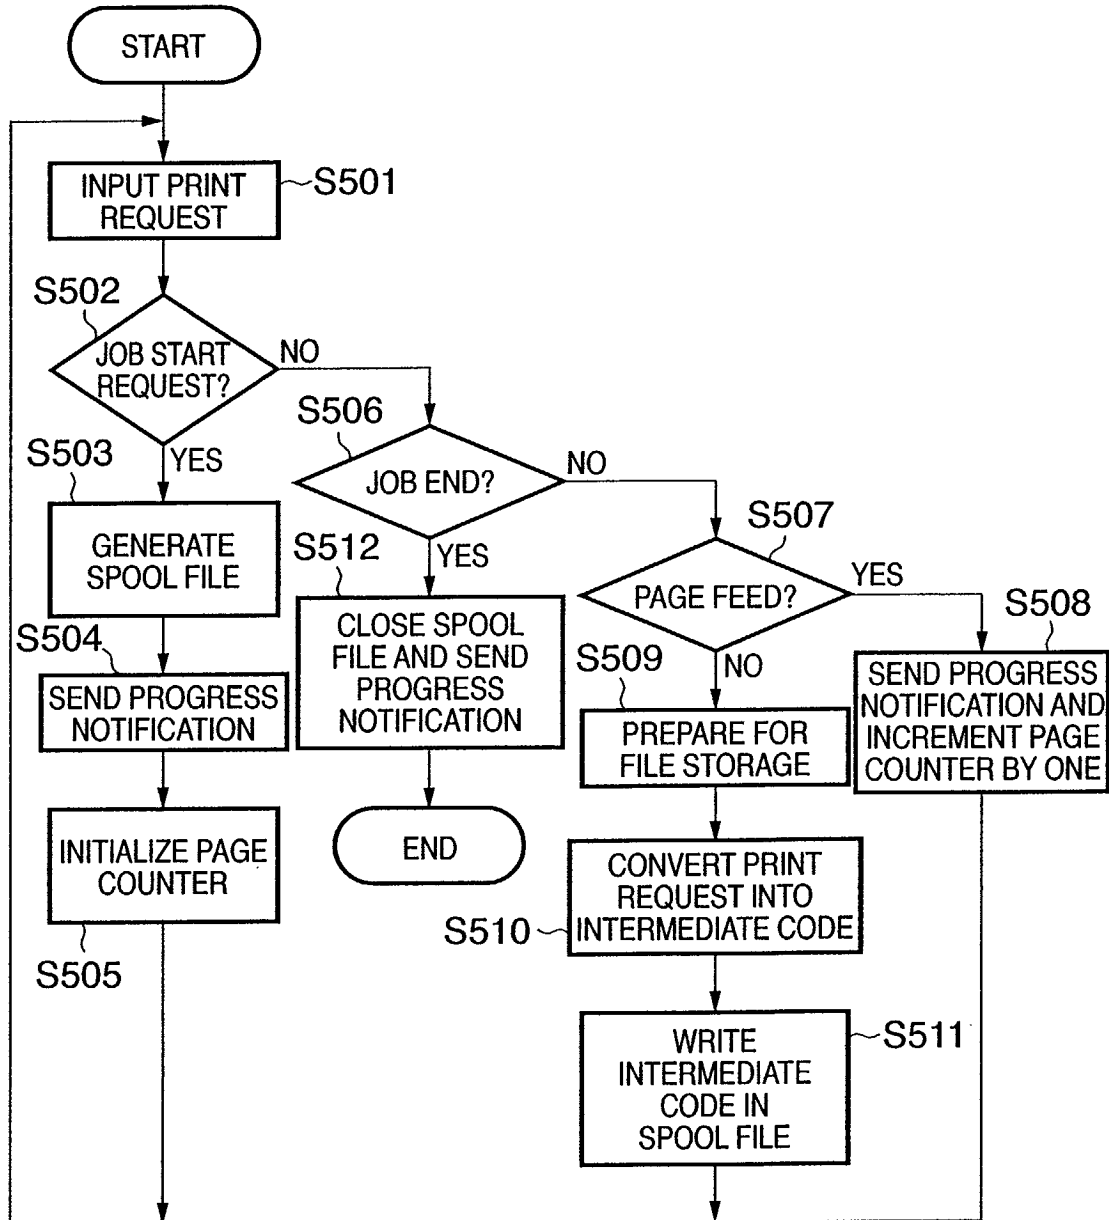 START
INPUT PRINT
REQUEST
S501
S502
JOB START
REQUEST?
NO
YES
S503
GENERATE
SPOOL FILE
S504
SEND PROGRESS
NOTIFICATION
INITIALIZE PAGE
COUNTER
S505
S506
JOB END?
NO
YES
S512
CLOSE SPOOL
FILE AND SEND
PROGRESS
NOTIFICATION
END
S507
PAGE FEED?
YES
NO
S508
SEND PROGRESS
NOTIFICATION AND
INCREMENT PAGE
COUNTER BY ONE
S509
PREPARE FOR
FILE STORAGE
CONVERT PRINT
REQUEST INTO
INTERMEDIATE CODE
S510
WRITE
INTERMEDIATE
CODE IN
SPOOL FILE
S511